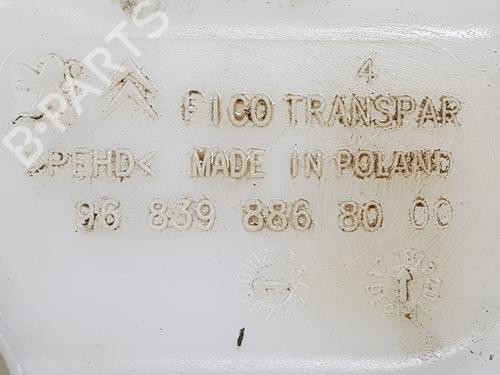 4
FICO TRANSPAR
>PEHD< MADE IN POLAND
96 839 886 80 00
B-PARTS